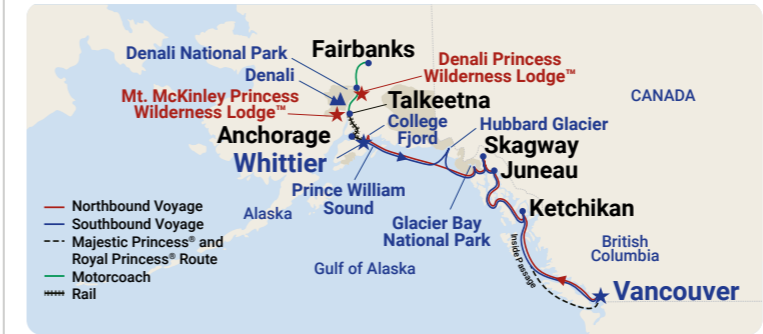 Fairbanks
Denali National Park
Denali
Denali Princess
Wilderness Lodge™
Mt. McKinley Princess
Wilderness Lodge™
Talkeetna
CANADA
College
Fjord
Hubbard Glacier
Anchorage
Whittier
Skagway
Juneau
Prince William
Sound
Ketchikan
Glacier Bay
National Park
Alaska
Gulf of Alaska
Inside Passage
British
Columbia
Vancouver
Northbound Voyage
Southbound Voyage
Majestic Princess® and
Royal Princess® Route
Motorcoach
Rail